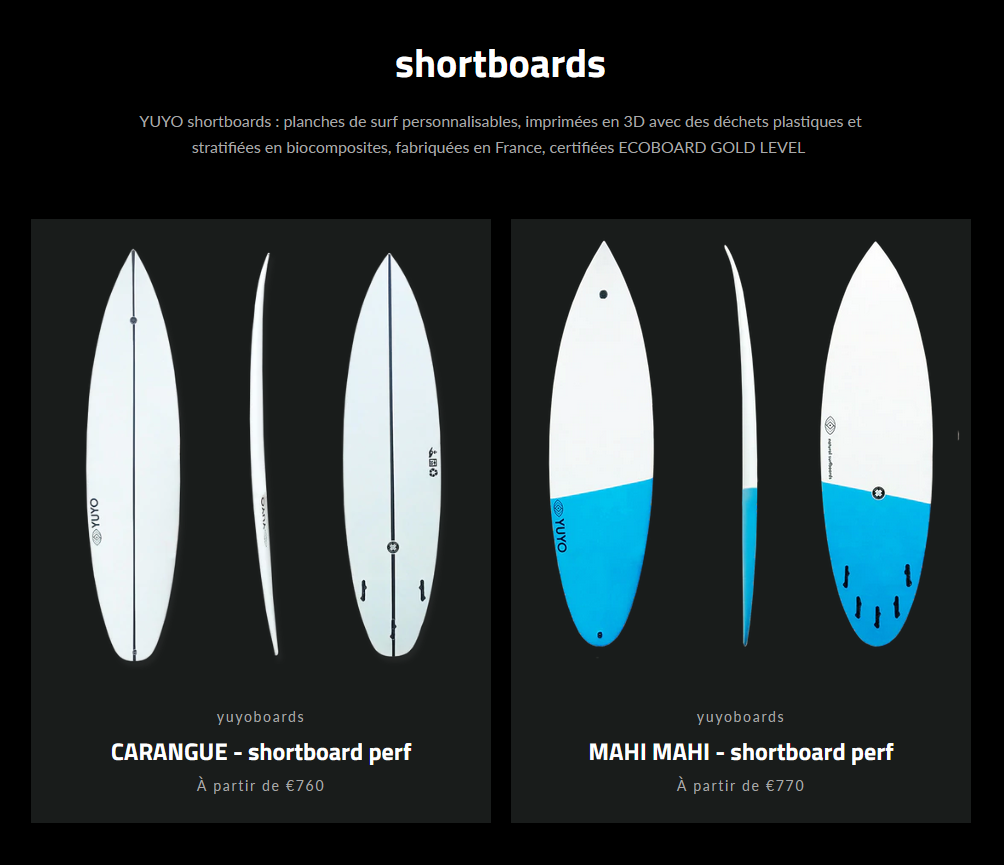 shortboards
YUYO shortboards : planches de surf personnalisables, imprimées en 3D avec des déchets plastiques et
stratifiées en biocomposites, fabriquées en France, certifiées ECOBOARD GOLD LEVEL
YUYO
YUYO
natural surfboards
yuyoboards
CARANGUE - shortboard perf
À partir de €760
yuyoboards
MAHI MAHI - shortboard perf
À partir de €770